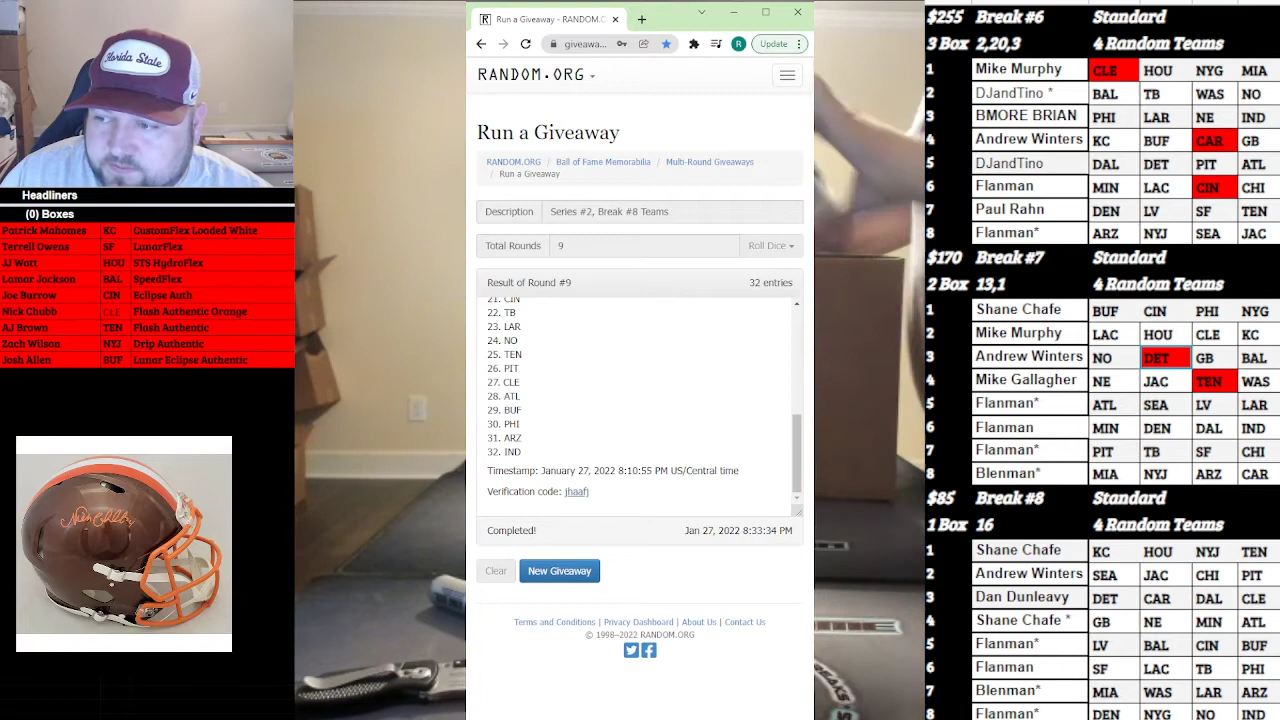 Florida State
Headliners
(0) Boxes
Patrick Mahomes KC CustomFlex Loaded White
Terrell Owens SF LunarFlex
JJ Watt HOU STS HydroFlex
Lamar Jackson BAL SpeedFlex
Joe Burrow CIN Eclipse Auth
Nick Chubb CLE Flash Authentic Orange
AJ Brown TEN Flash Authentic
Zach Wilson NYJ Drip Authentic
Josh Allen BUF Lunar Eclipse Authentic
Run a Giveaway - RANDOM.C
giveawa
R
Update
RANDOM.ORG
Run a Giveaway
RANDOM.ORG / Ball of Fame Memorabilia / Multi-Round Giveaways
/ Run a Giveaway
Description Series #2, Break #8 Teams
Total Rounds 9 Roll Dice
Result of Round #9 32 entries
21. CIN
22. TB
23. LAR
24. NO
25. TEN
26. PIT
27. CLE
28. ATL
29. BUF
30. PHI
31. ARZ
32. IND
Timestamp: January 27, 2022 8:10:55 PM US/Central time
Verification code: jhaafj
Completed! Jan 27, 2022 8:33:34 PM
Clear New Giveaway
Terms and Conditions | Privacy Dashboard | About Us | Contact Us
© 1998–2022 RANDOM.ORG
$255 Break #6 Standard
3 Box 2,20,3 4 Random Teams
1 Mike Murphy CLE HOU NYG MIA
2 DJandTino * BAL TB WAS NO
3 BMORE BRIAN PHI LAR NE IND
4 Andrew Winters KC BUF CAR GB
5 DJandTino DAL DET PIT ATL
6 Flanman MIN LAC CIN CHI
7 Paul Rahn DEN LV SF TEN
8 Flanman* ARZ NYJ SEA JAC
$170 Break #7 Standard
2 Box 13,1 4 Random Teams
1 Shane Chafe BUF CIN PHI NYG
2 Mike Murphy LAC HOU CLE KC
3 Andrew Winters NO DET GB BAL
4 Mike Gallagher NE JAC TEN WAS
5 Flanman* ATL SEA LV LAR
6 Flanman MIN DEN DAL IND
7 Flanman* PIT TB SF CHI
8 Blenman* MIA NYJ ARZ CAR
$85 Break #8 Standard
1 Box 16 4 Random Teams
1 Shane Chafe KC HOU NYJ TEN
2 Andrew Winters SEA JAC CHI PIT
3 Dan Dunleavy DET CAR DAL CLE
4 Shane Chafe * GB NE MIN ATL
5 Flanman* LV BAL CIN BUF
6 Flanman SF LAC TB PHI
7 Blenman* MIA WAS LAR ARZ
8 Flanman* DEN NYG NO IND